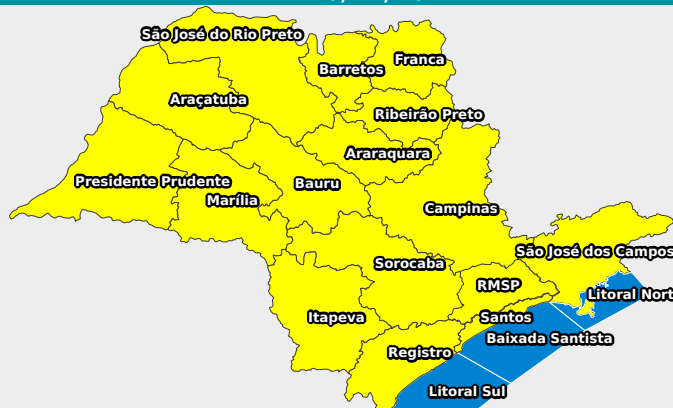 São José do Rio Preto
Franca
Barretos
Araçatuba
Ribeirão Preto
Araraquara
Presidente Prudente
Bauru
Marília
Campinas
São José dos Campos
Sorocaba
RMSP
Litoral Nort
Itapeva
Santos
Baixada Santista
Registro
Litoral Sul